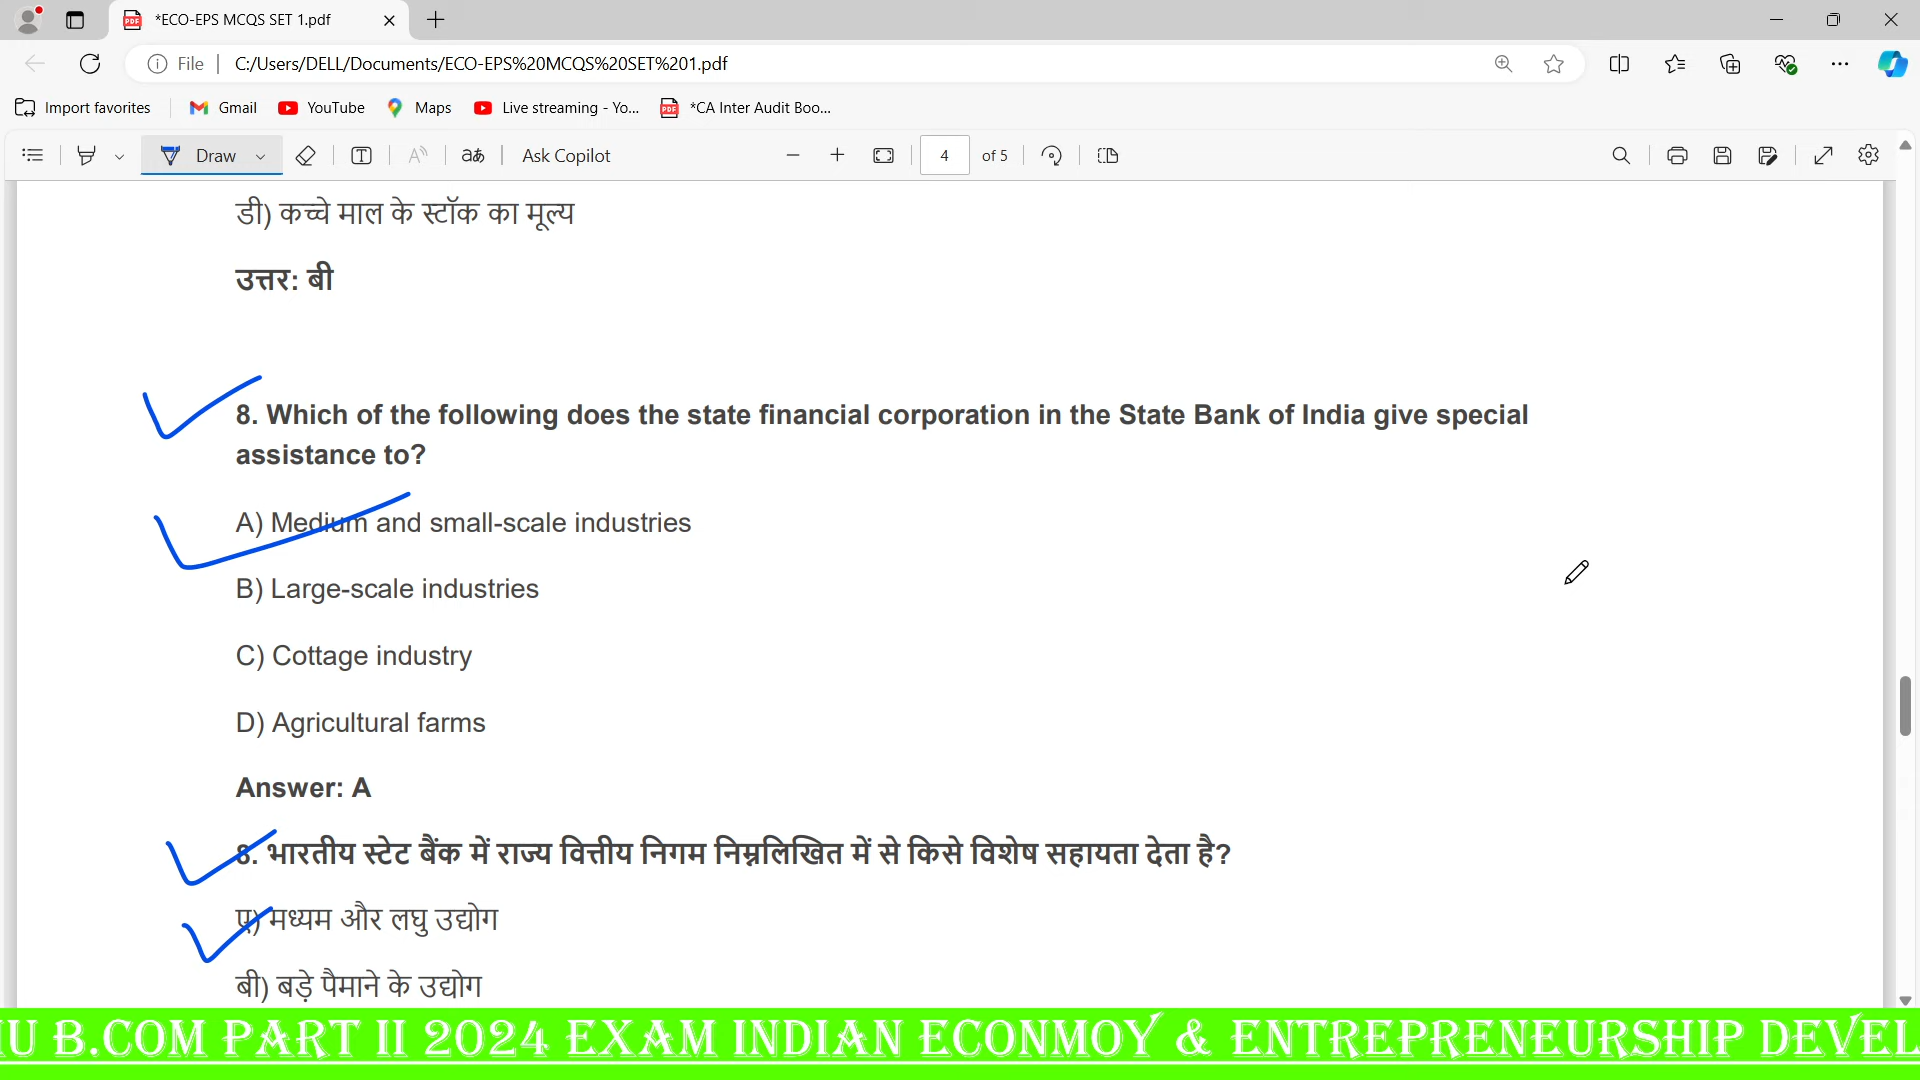 *ECO-EPS MCQS SET 1.pdf
File
C:/Users/DELL/Documents/ECO-EPS%20MCQS%20SET%201.pdf
Import favorites
Gmail
YouTube
Maps
Live streaming - Yo...
*CA Inter Audit Boo...
Draw
Ask Copilot
4 of 5
डी) कच्चे माल के स्टॉक का मूल्य
उत्तर: बी
8. Which of the following does the state financial corporation in the State Bank of India give special
assistance to?
A) Medium and small-scale industries
B) Large-scale industries
C) Cottage industry
D) Agricultural farms
Answer: A
8. भारतीय स्टेट बैंक में राज्य वित्तीय निगम निम्नलिखित में से किसे विशेष सहायता देता है?
ए) मध्यम और लघु उद्योग
बी) बड़े पैमाने के उद्योग
U B.COM PART II 2024 EXAM INDIAN ECONMOY & ENTREPRENEURSHIP DEVEL